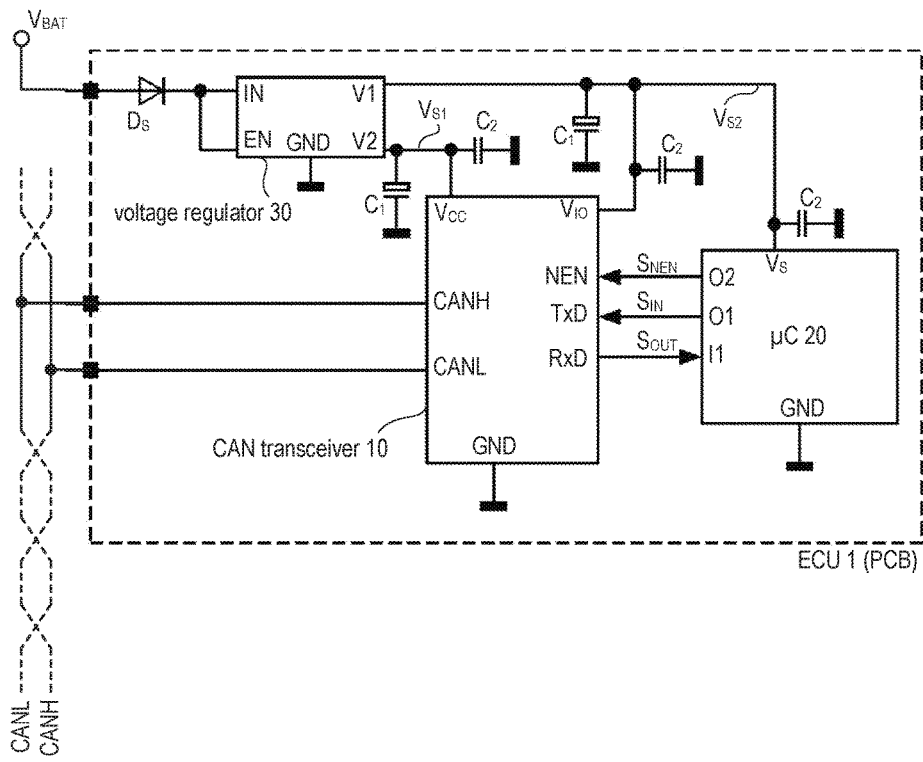 VBAT
DS
IN
V1
EN
GND
V2
voltage regulator 30
VS1
C2
C1
C1
VS2
C2
C2
VCC
VIO
VS
NEN
SNEN
O2
CANH
TxD
SIN
O1
µC 20
RxD
SOUT
I1
CANL
GND
CAN transceiver 10
GND
ECU 1 (PCB)
CANL
CANH